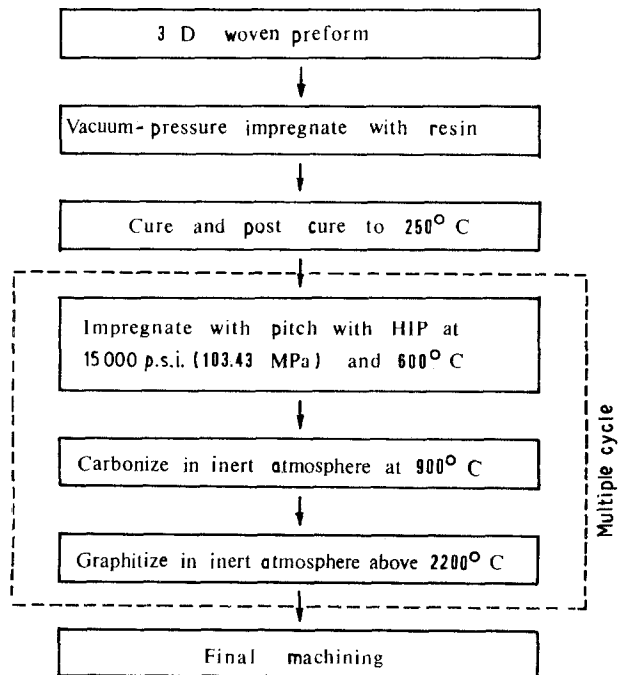 3 D woven preform
Vacuum-pressure impregnate with resin
Cure and post cure to 250° C
Impregnate with pitch with HIP at
15000 p.s.i. (103.43 MPa) and 600° C
Carbonize in inert atmosphere at 900° C
Graphitize in inert atmosphere above 2200° C
Multiple cycle
Final machining